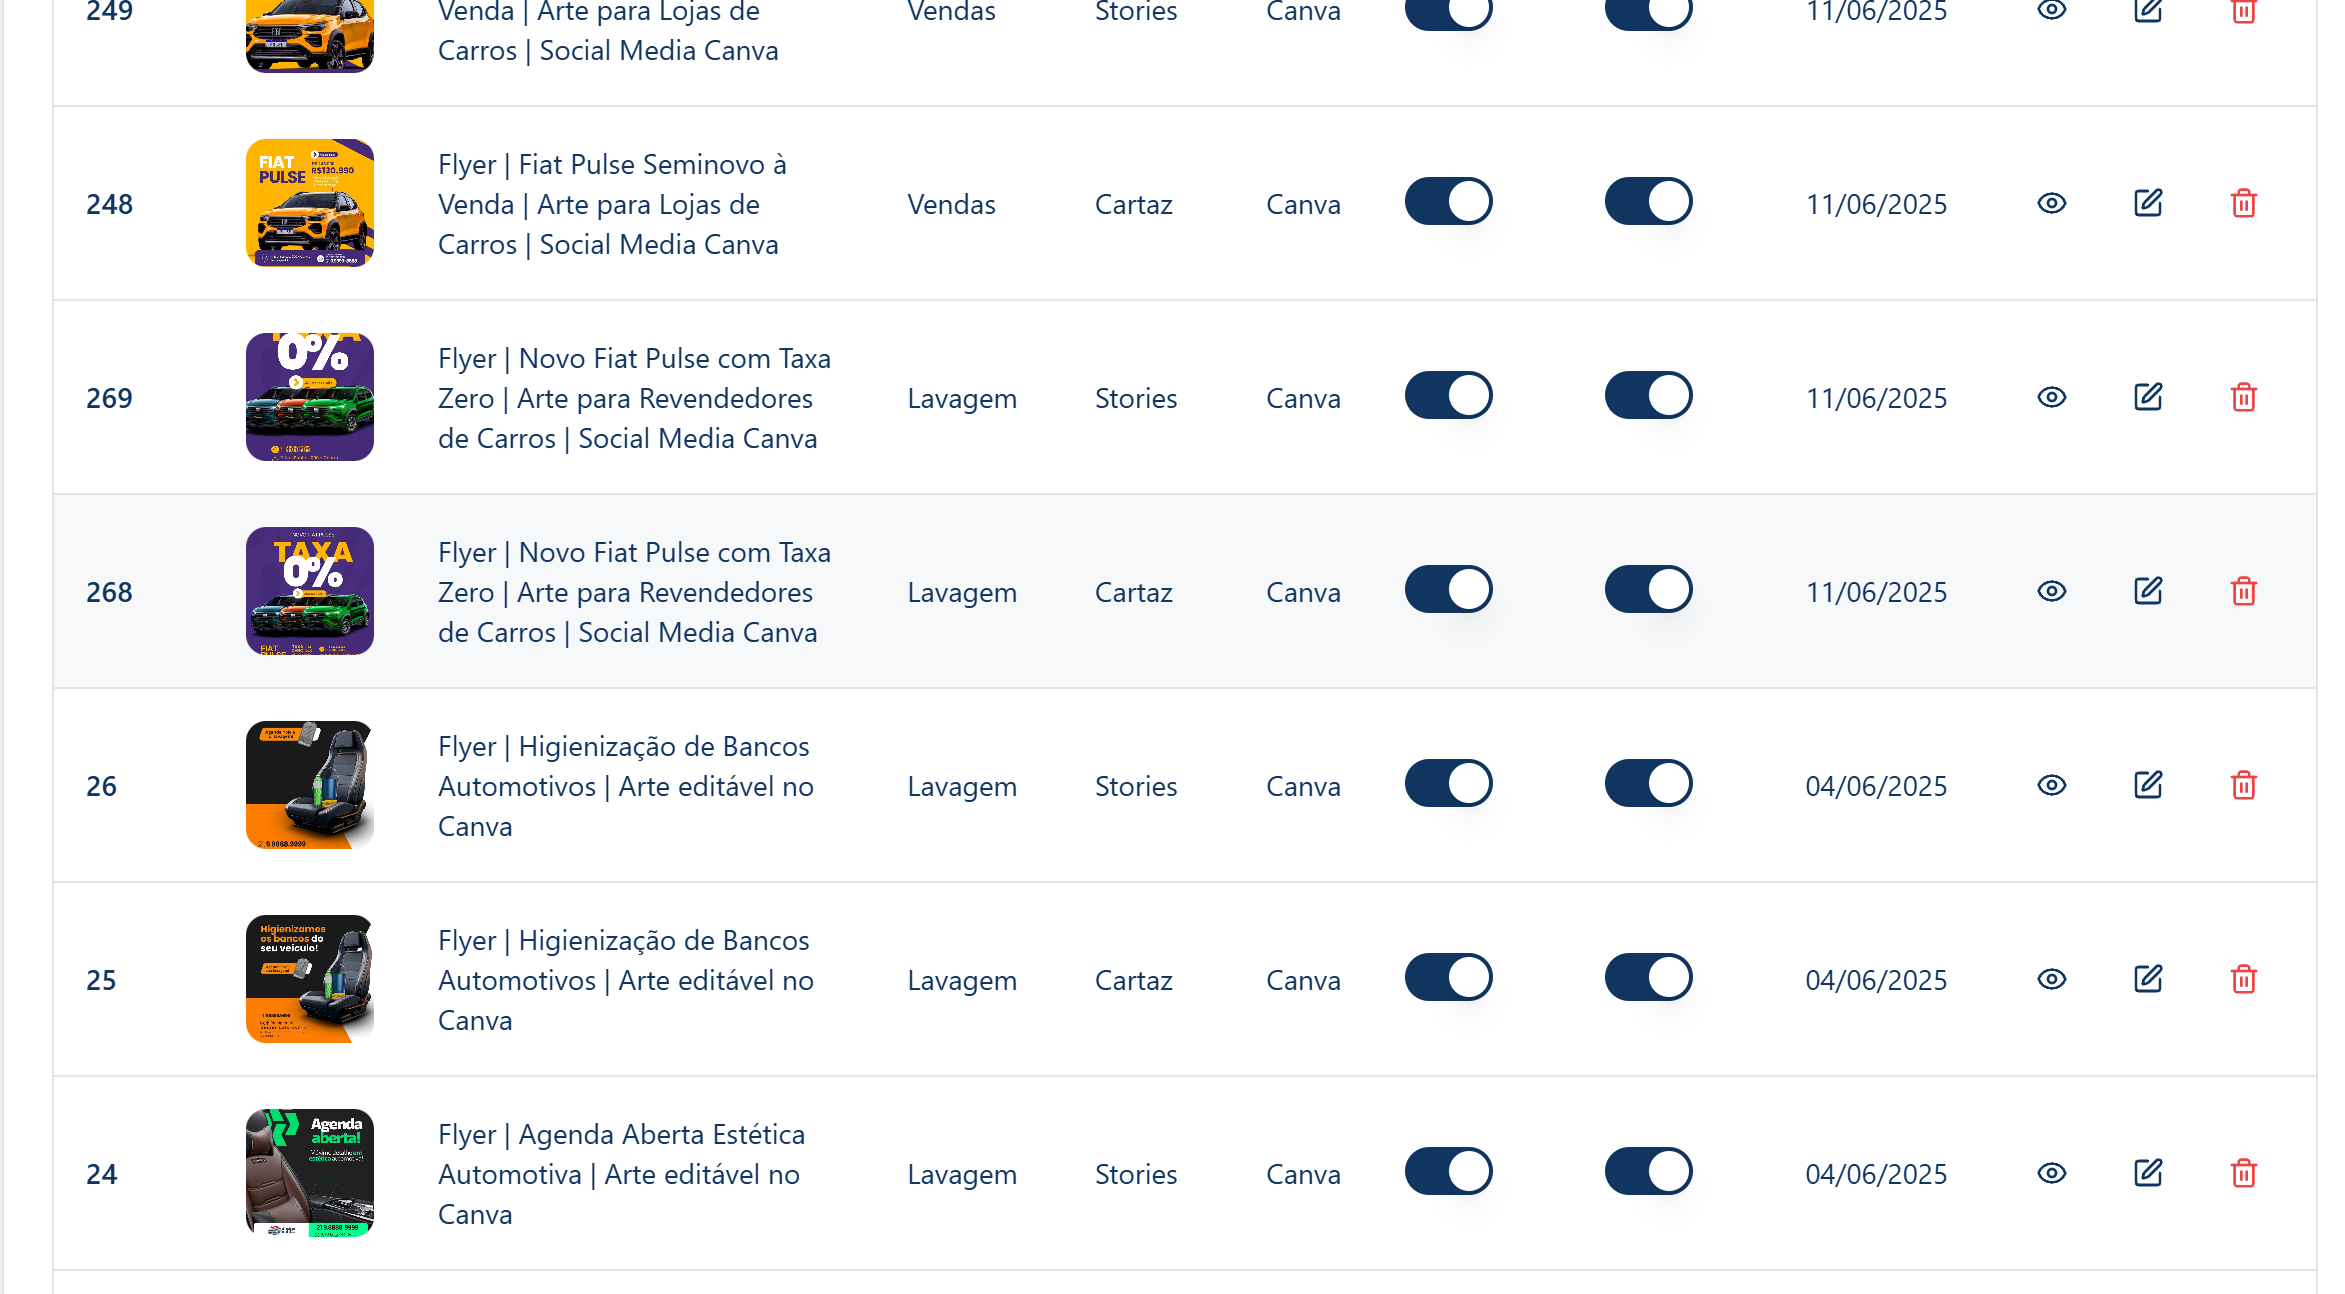 249
Venda | Arte para Lojas de
Carros | Social Media Canva
Vendas
Stories
Canva
11/06/2025
248
FIAT
PULSE
R$130.990
Flyer | Fiat Pulse Seminovo à
Venda | Arte para Lojas de
Carros | Social Media Canva
Vendas
Cartaz
Canva
11/06/2025
269
0%
Flyer | Novo Fiat Pulse com Taxa
Zero | Arte para Revendedores
de Carros | Social Media Canva
Lavagem
Stories
Canva
11/06/2025
268
NOVO FIAT PULSE
TAXA
0%
FIAT
PULSE
Flyer | Novo Fiat Pulse com Taxa
Zero | Arte para Revendedores
de Carros | Social Media Canva
Lavagem
Cartaz
Canva
11/06/2025
26
Flyer | Higienização de Bancos
Automotivos | Arte editável no
Canva
Lavagem
Stories
Canva
04/06/2025
25
Higienizamos
os bancos do
seu veículo!
Flyer | Higienização de Bancos
Automotivos | Arte editável no
Canva
Lavagem
Cartaz
Canva
04/06/2025
24
Agenda
aberta!
Flyer | Agenda Aberta Estética
Automotiva | Arte editável no
Canva
Lavagem
Stories
Canva
04/06/2025